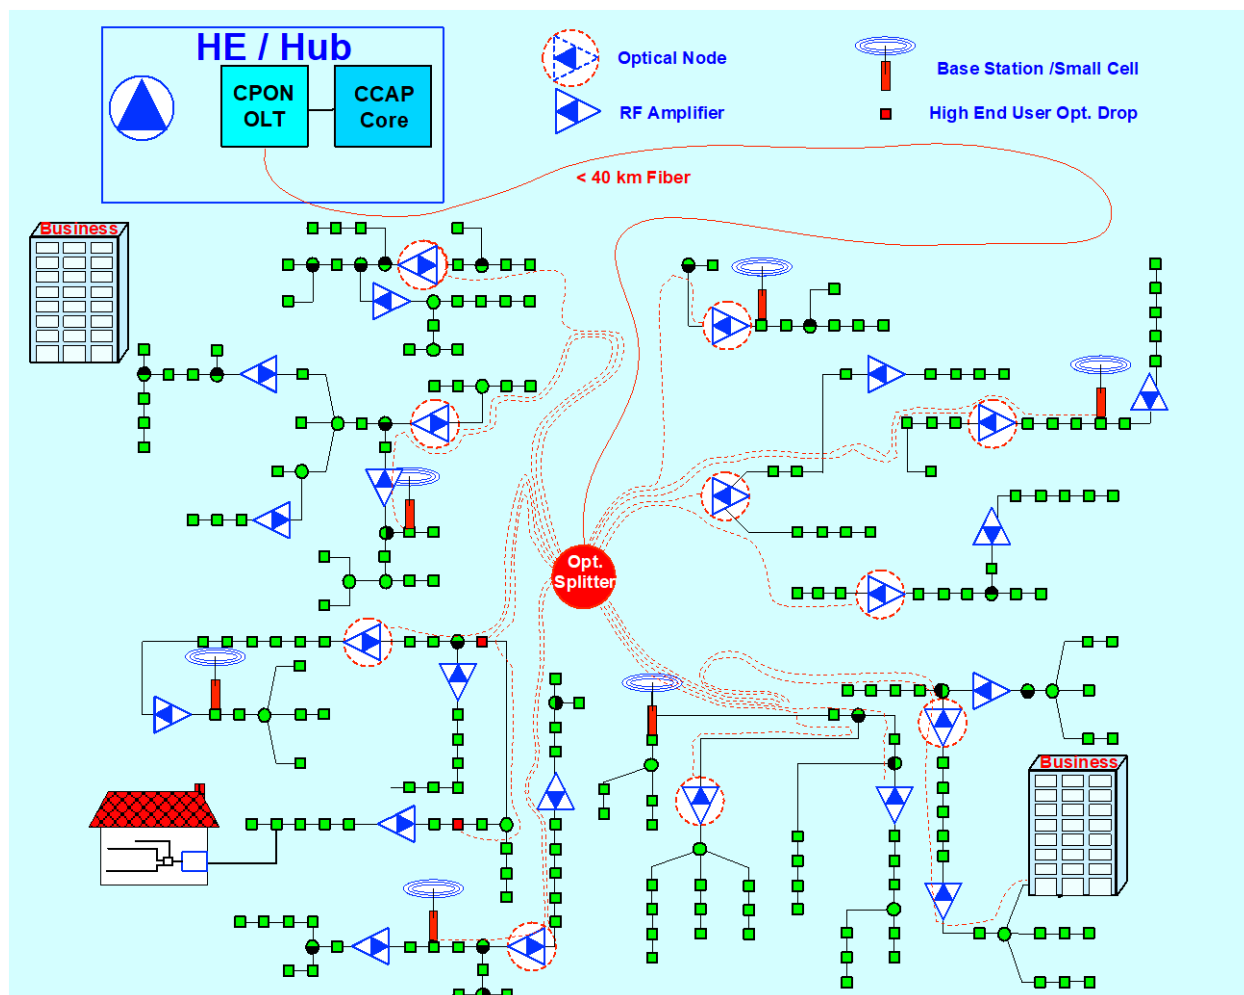 HE / Hub
CPON
OLT
CCAP
Core
Optical Node
RF Amplifier
Base Station /Small Cell
High End User Opt. Drop
< 40 km Fiber
Business
Opt.
Splitter
Business